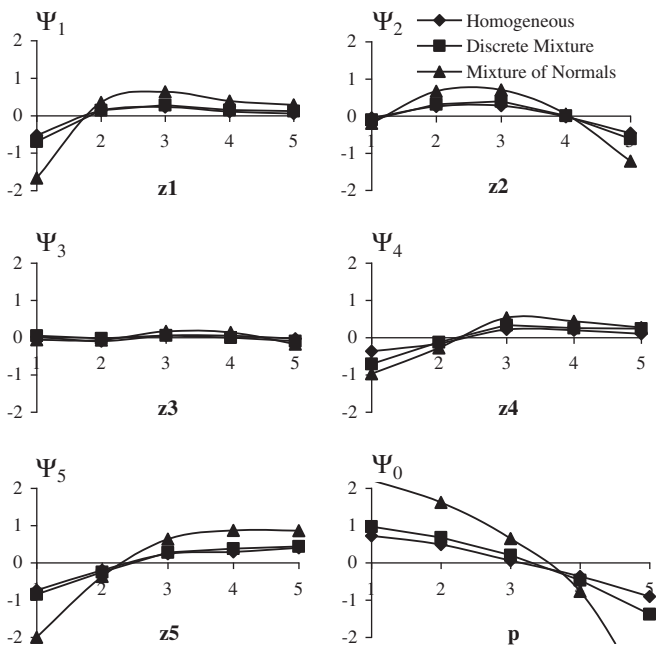 Ψ1 Ψ2
Homogeneous
Discrete Mixture
Mixture of Normals
2 2
1 1
0 0
1 2 3 4 5 1 2 3 4 5
-1 -1
-2 -2
z1 z2
Ψ3 Ψ4
2 2
1 1
0 0
1 2 3 4 5 1 2 3 4 5
-1 -1
-2 -2
z3 z4
Ψ5 Ψ0
2 2
1 1
0 0
1 2 3 4 5 1 2 3 4 5
-1 -1
-2 -2
z5 p